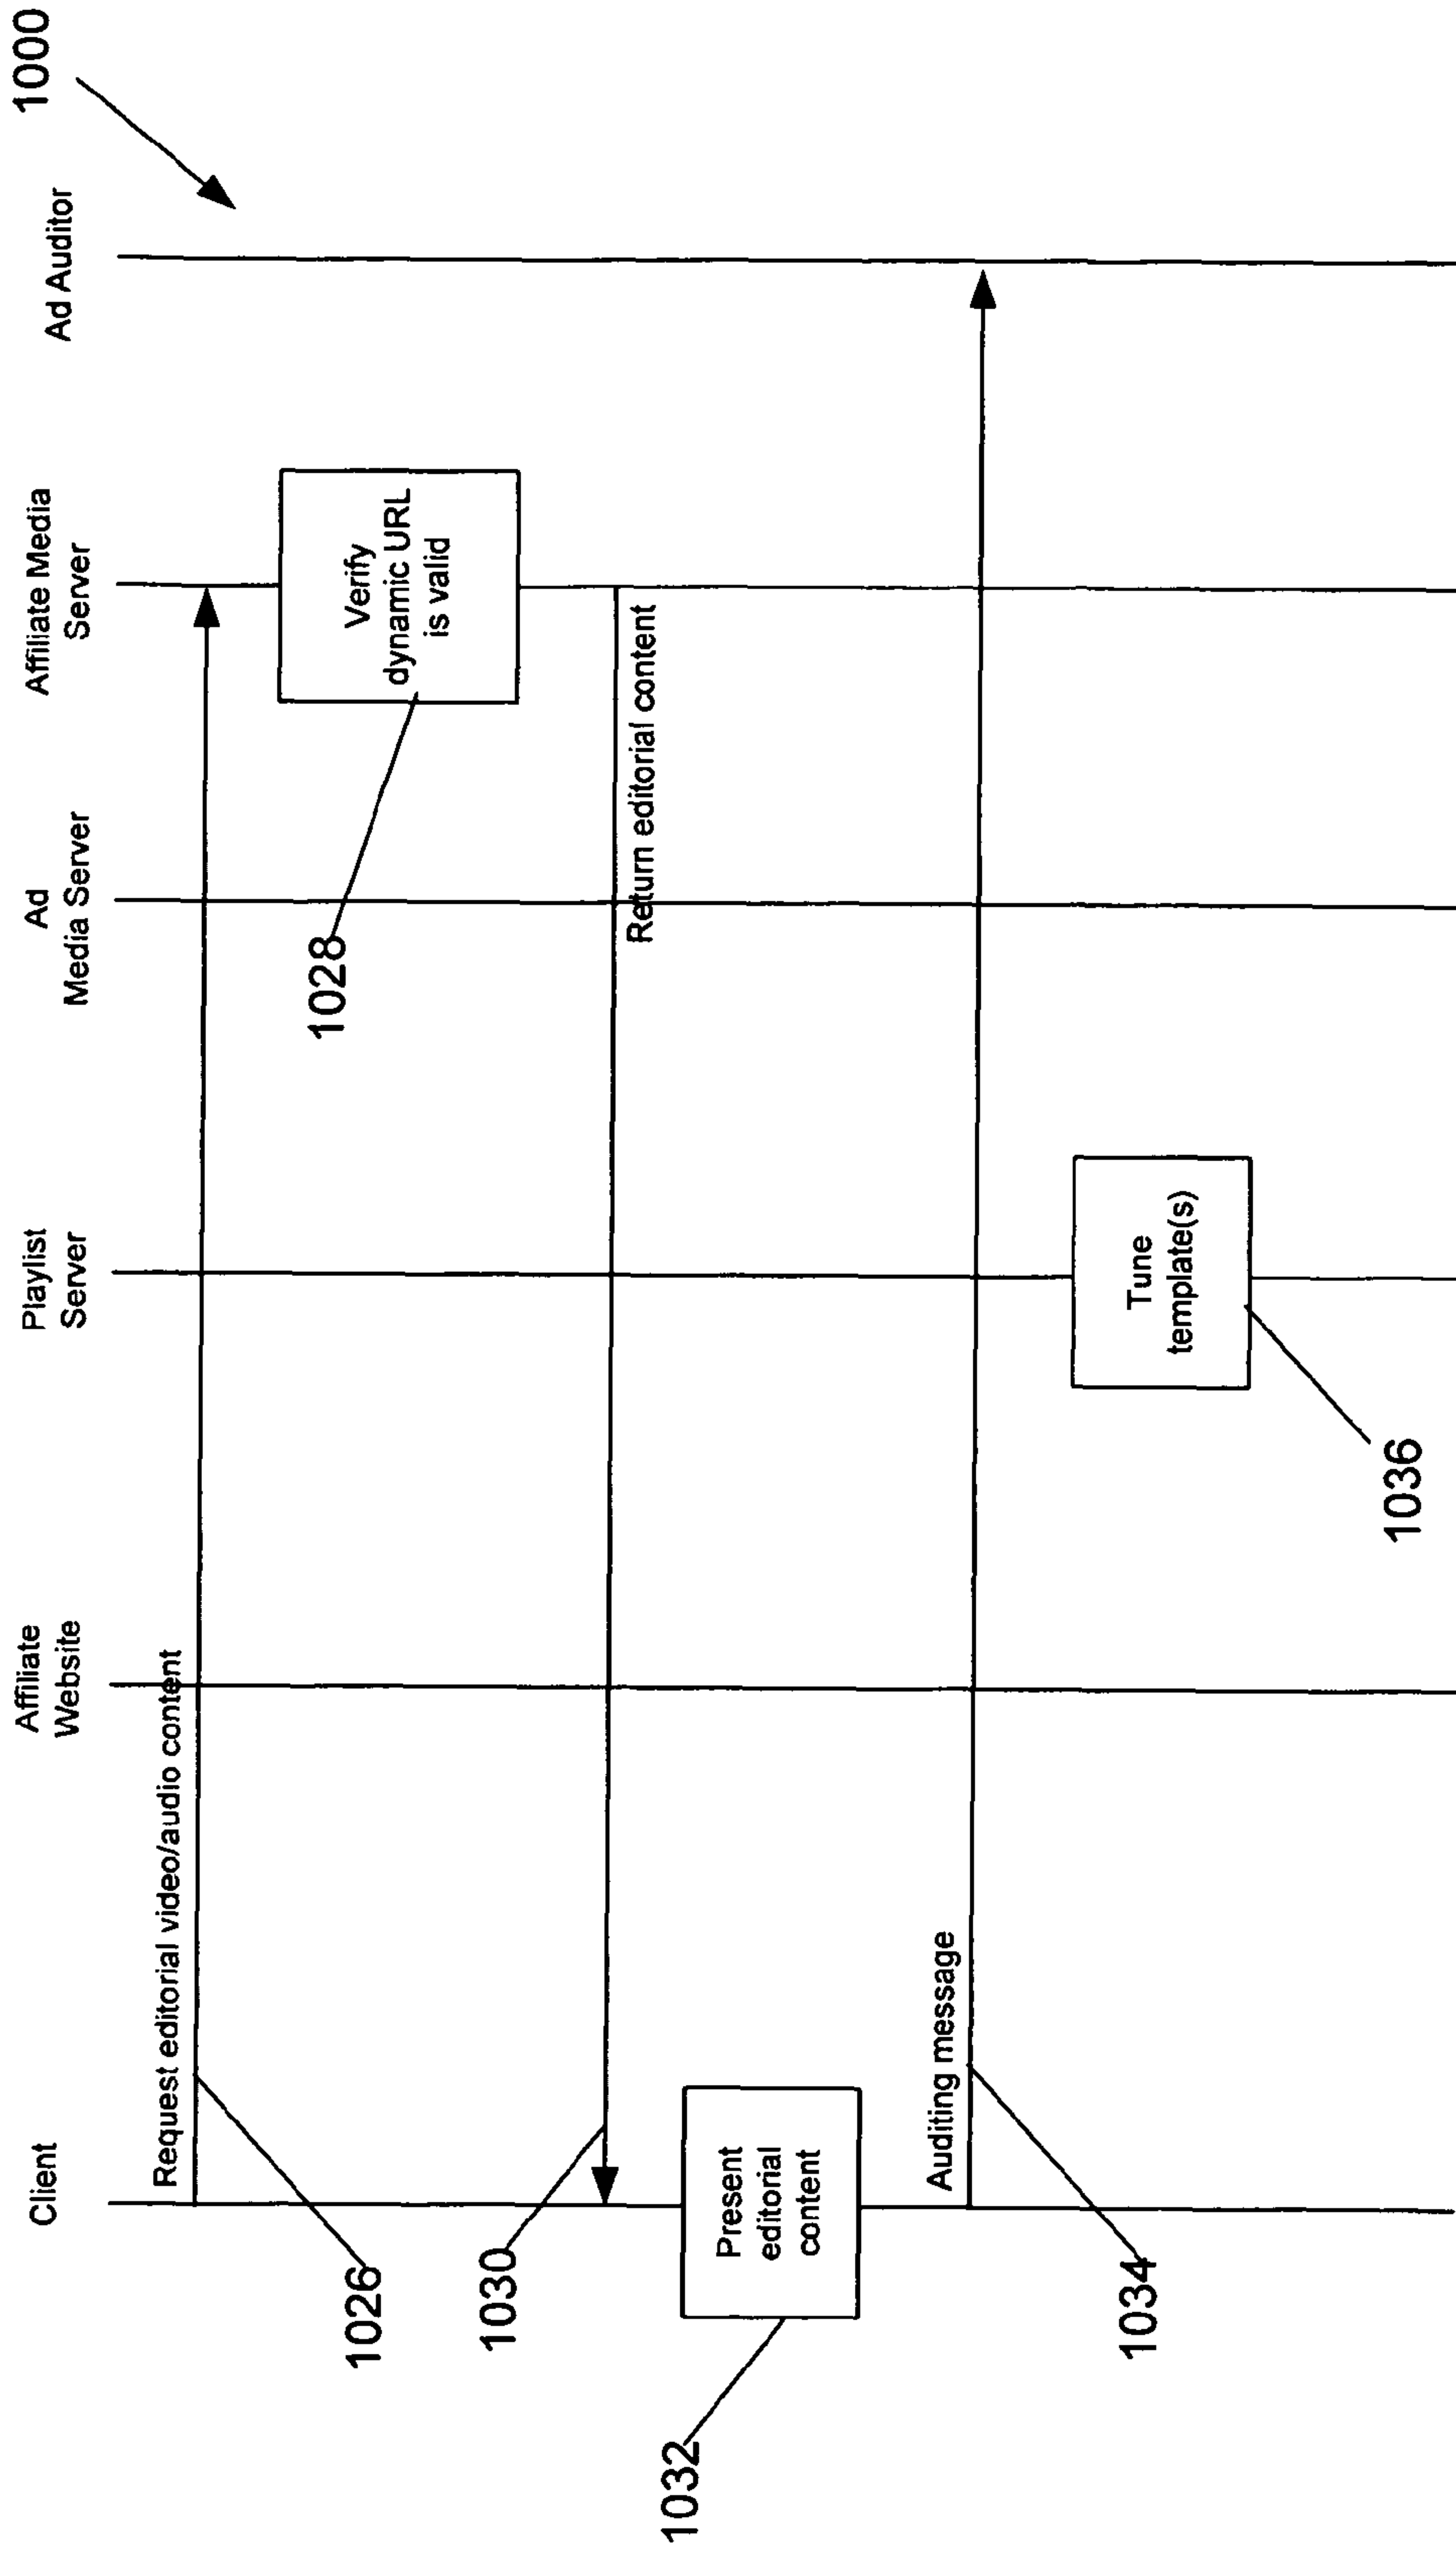 1000
Client
Affiliate
Website
Playlist
Server
Ad
Media Server
Affiliate Media
Server
Ad Auditor
Request editorial video/audio content
1026
Verify
dynamic URL
is valid
1028
Return editorial content
1030
Present
editorial
content
1032
Auditing message
1034
Tune
template(s)
1036